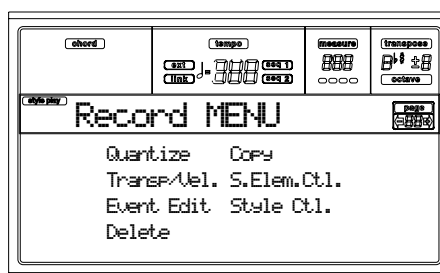 chord tempo measure transpose
ext seq 1
link seq 2
octave
style play page
Record MENU
Quantize Copy
Transp/Vel. S.Elem.Ctl.
Event Edit Style Ctl.
Delete